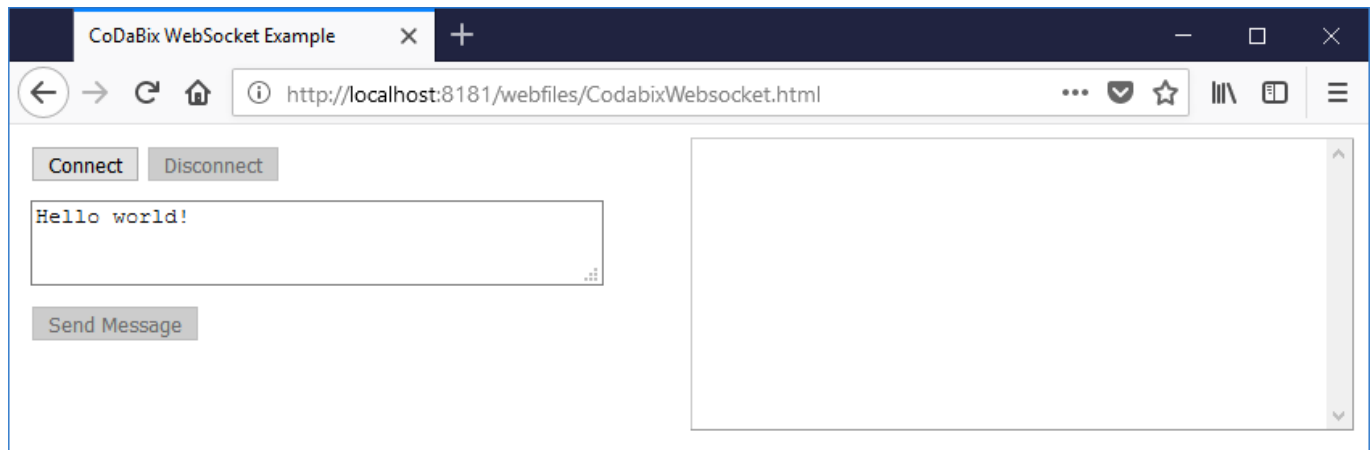 CoDaBix WebSocket Example
http://localhost:8181/webfiles/CodabixWebsocket.html
Connect Disconnect
Hello world!
Send Message